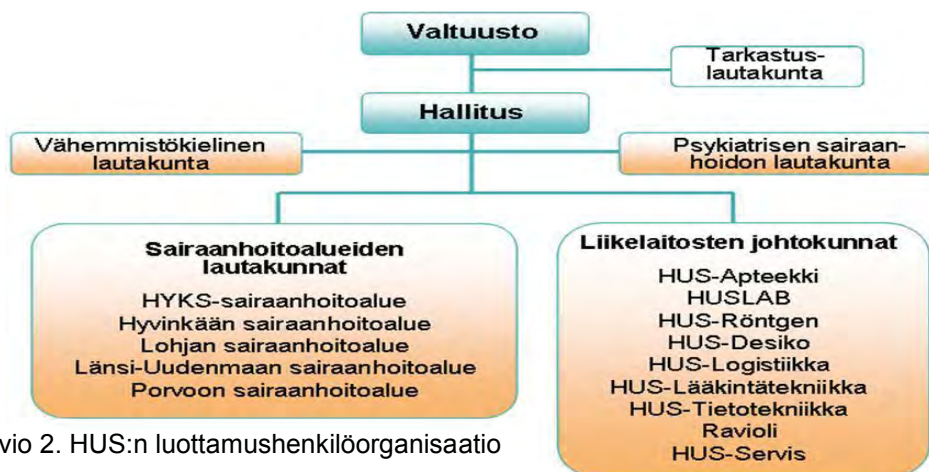 Valtuusto
Tarkastus-
lautakunta
Hallitus
Vähemmistökielinen
lautakunta
Psykiatrisen sairaan-
hoidon lautakunta
Sairaanhoitoalueiden
lautakunnat
HYKS-sairaanhoitoalue
Hyvinkään sairaanhoitoalue
Lohjan sairaanhoitoalue
Länsi-Uudenmaan sairaanhoitoalue
Porvoon sairaanhoitoalue
Liikelaitosten johtokunnat
HUS-Apteekki
HUSLAB
HUS-Röntgen
HUS-Desiko
HUS-Logistiikka
HUS-Lääkintätekniikka
HUS-Tietotekniikka
Ravioli
HUS-Servis
vio 2. HUS:n luottamushenkilöorganisaatio